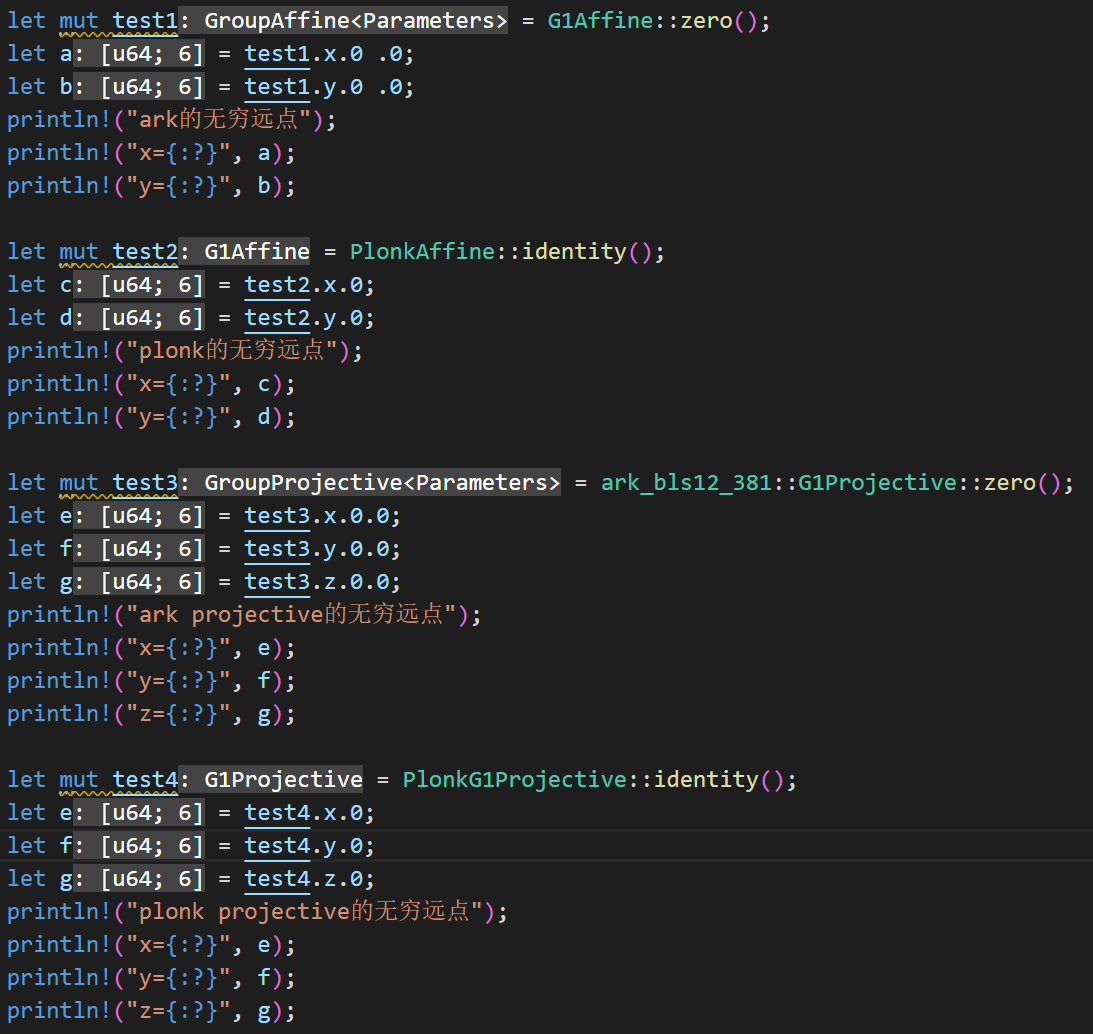 let mut test1: GroupAffine<Parameters> = G1Affine::zero();
let a: [u64; 6] = test1.x.0 .0;
let b: [u64; 6] = test1.y.0 .0;
println!("ark的无穷远点");
println!("x={:?}", a);
println!("y={:?}", b);
let mut test2: G1Affine = PlonkAffine::identity();
let c: [u64; 6] = test2.x.0;
let d: [u64; 6] = test2.y.0;
println!("plonk的无穷远点");
println!("x={:?}", c);
println!("y={:?}", d);
let mut test3: GroupProjective<Parameters> = ark_bls12_381::G1Projective::zero();
let e: [u64; 6] = test3.x.0.0;
let f: [u64; 6] = test3.y.0.0;
let g: [u64; 6] = test3.z.0.0;
println!("ark projective的无穷远点");
println!("x={:?}", e);
println!("y={:?}", f);
println!("z={:?}", g);
let mut test4: G1Projective = PlonkG1Projective::identity();
let e: [u64; 6] = test4.x.0;
let f: [u64; 6] = test4.y.0;
let g: [u64; 6] = test4.z.0;
println!("plonk projective的无穷远点");
println!("x={:?}", e);
println!("y={:?}", f);
println!("z={:?}", g);